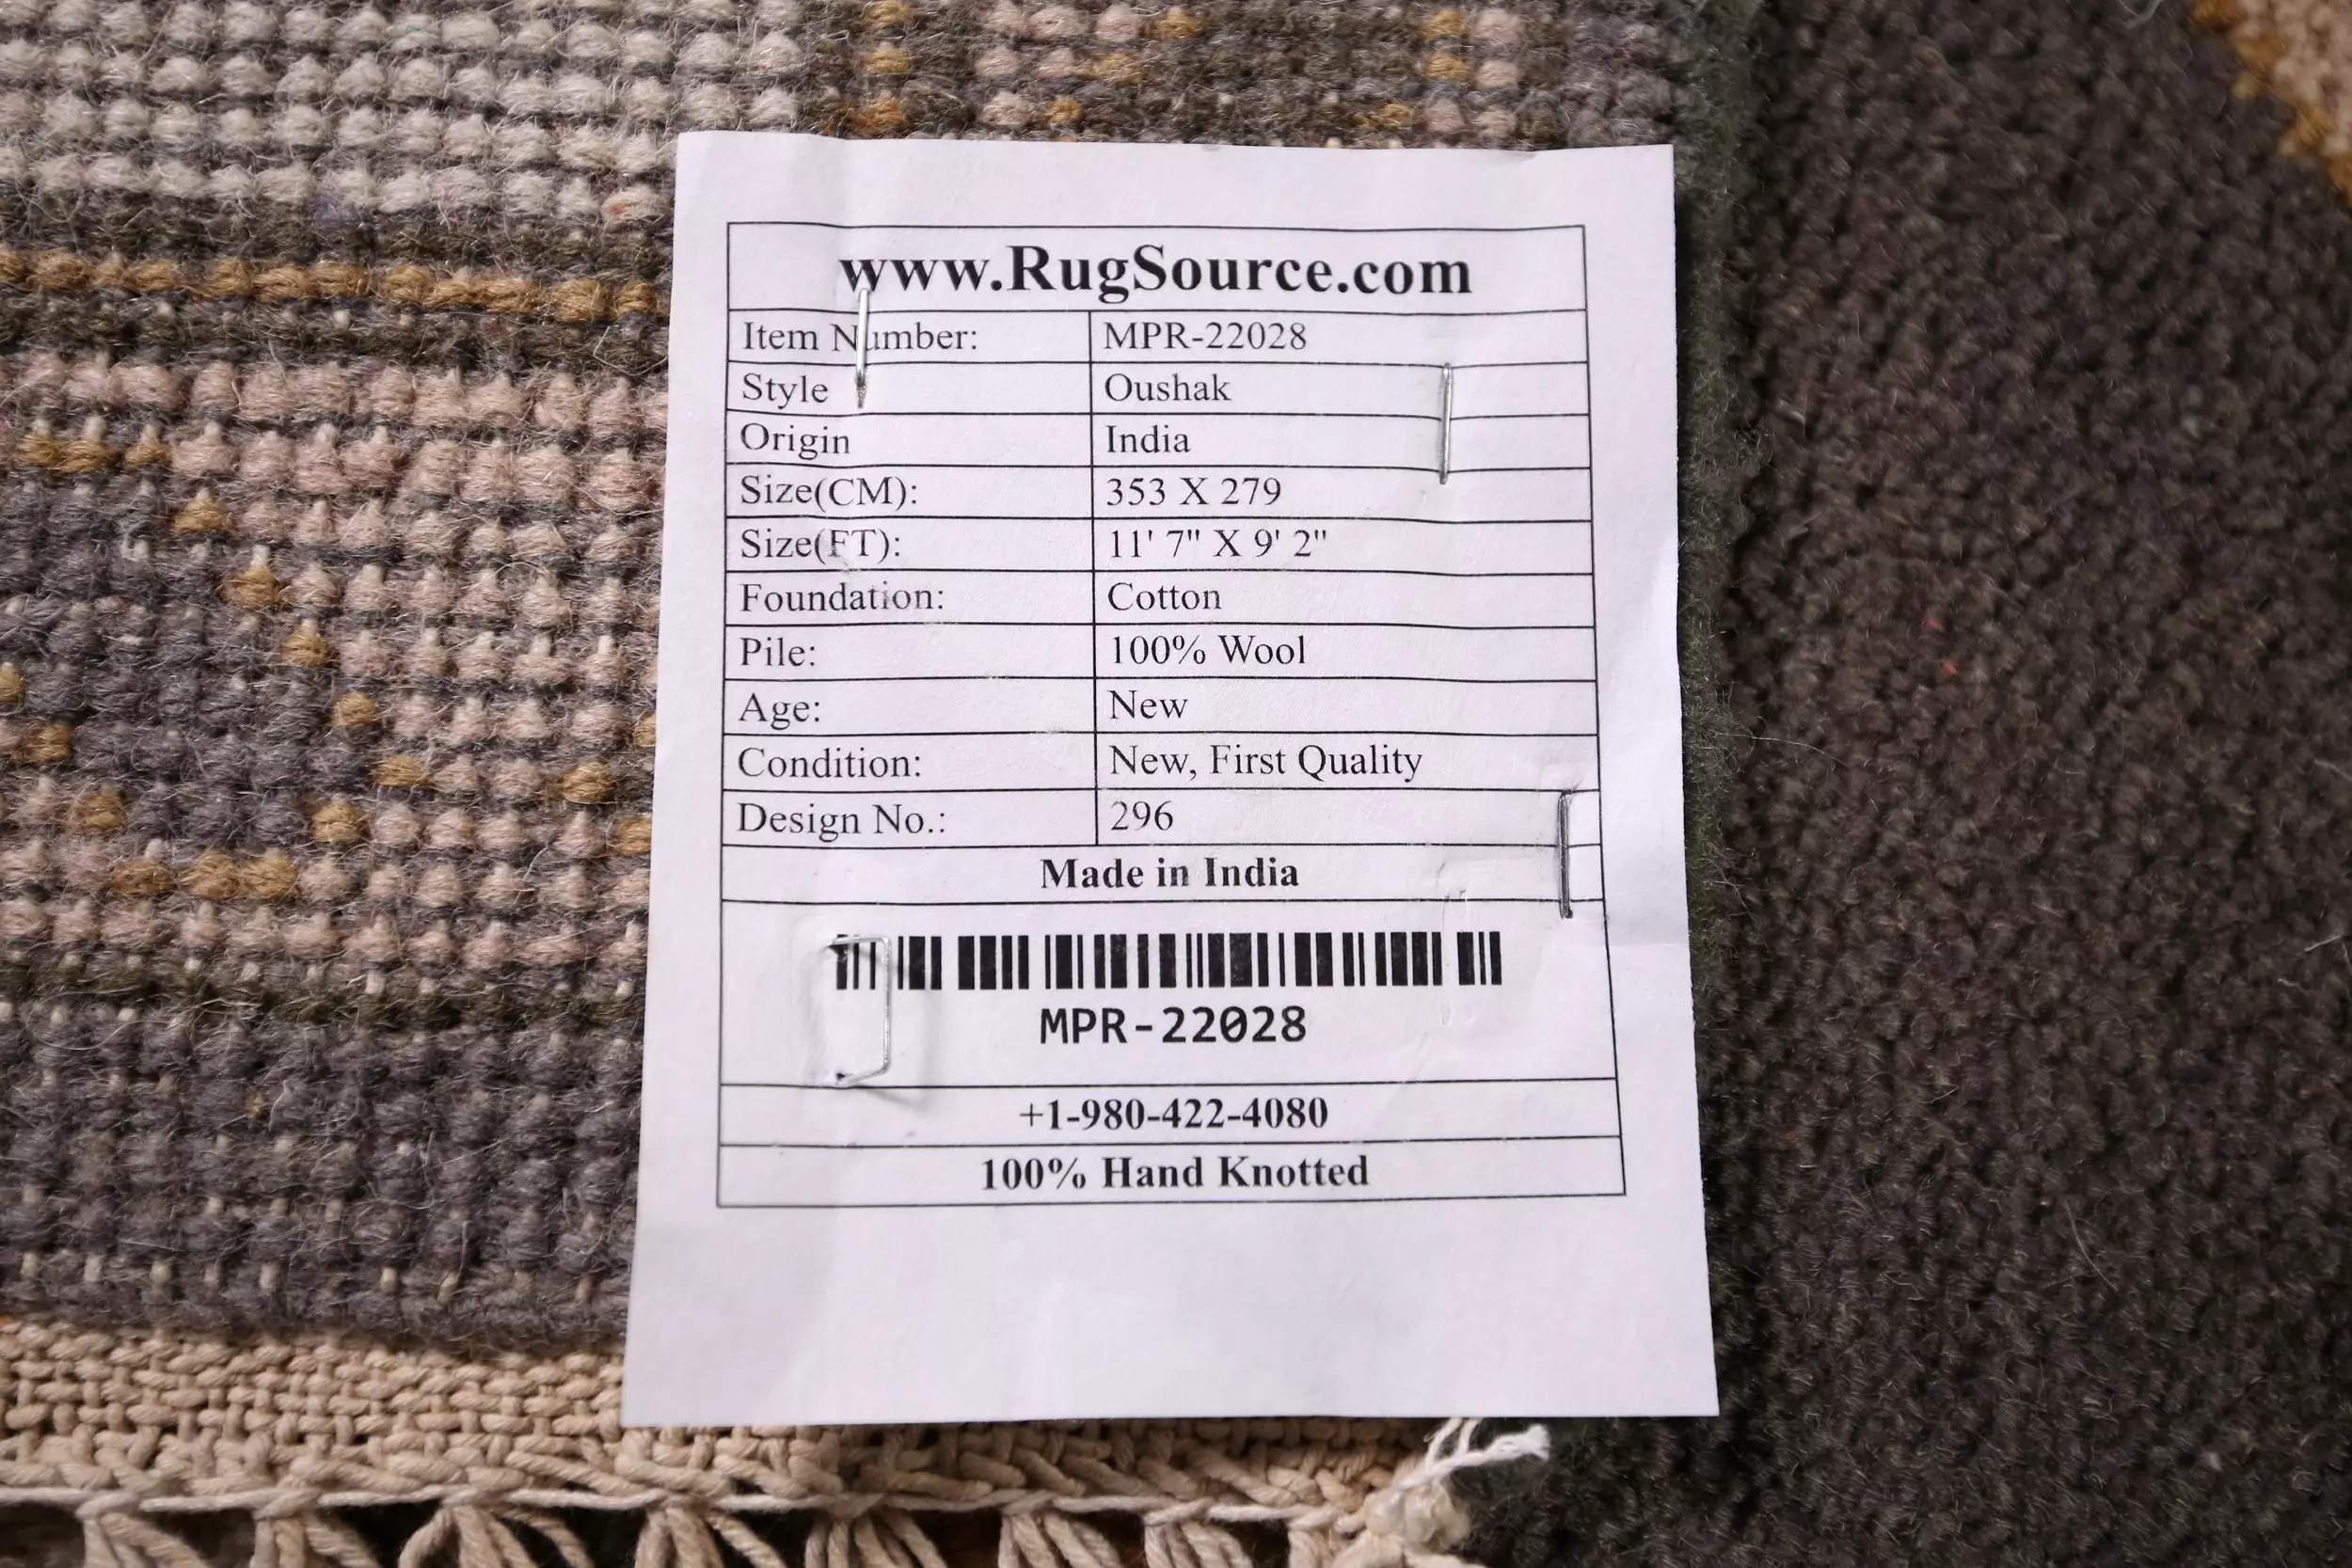 www.RugSource.com
Item Number: MPR-22028
Style Oushak
Origin India
Size(CM): 353 X 279
Size(FT): 11' 7" X 9' 2"
Foundation: Cotton
Pile: 100% Wool
Age: New
Condition: New, First Quality
Design No.: 296
Made in India
MPR-22028
+1-980-422-4080
100% Hand Knotted